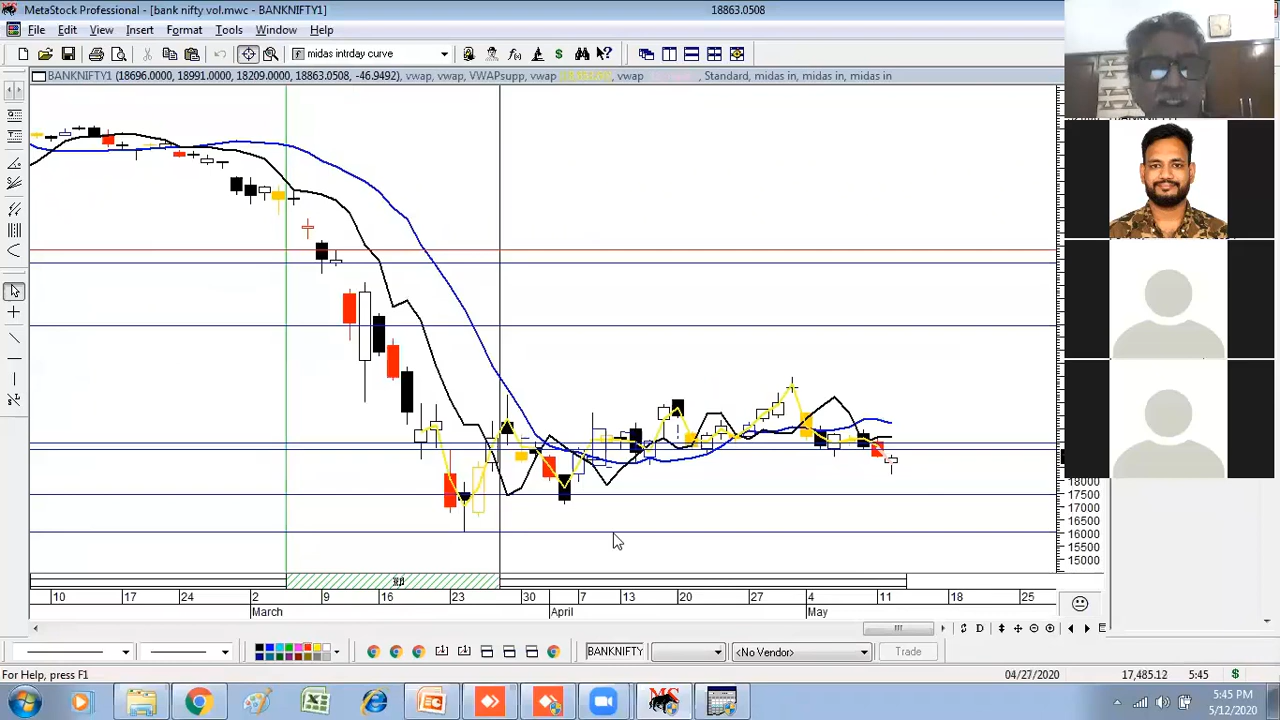 MetaStock Professional - [bank nifty vol.mwc - BANKNIFTY1]
18863.0508
File Edit View Insert Format Tools Window Help
midas intrday curve
BANKNIFTY1 (18696.0000, 18991.0000, 18209.0000, 18863.0508, -46.9492), vwap, vwap, VWAPsupp, vwap
, vwap
, Standard, midas in, midas in, midas in
18000
17500
17000
16500
16000
15500
15000
10 17 24 2 9 16 23 30 7 13 20 27 4 11 18 25
March April May
BANKNIFTY <No Vendor> Trade
For Help, press F1
04/27/2020 17,485.12 5:45
5:45 PM
5/12/2020